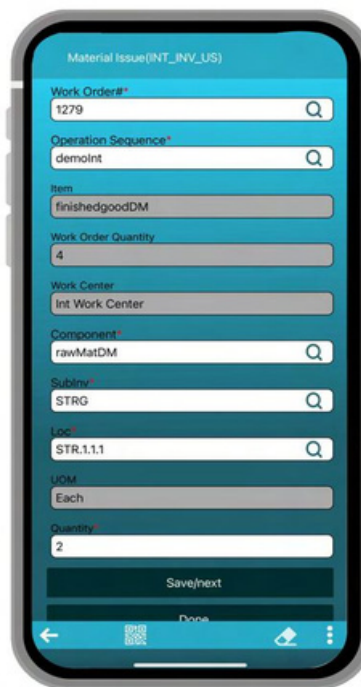 Material Issue(INT_INV_US)
Work Order#*
1279
Operation Sequence*
demoInt
Item
finishedgoodDM
Work Order Quantity
4
Work Center
Int Work Center
Component*
rawMatDM
SubInv*
STRG
Loc*
STR.1.1.1
UOM
Each
Quantity*
2
Save/next
Done